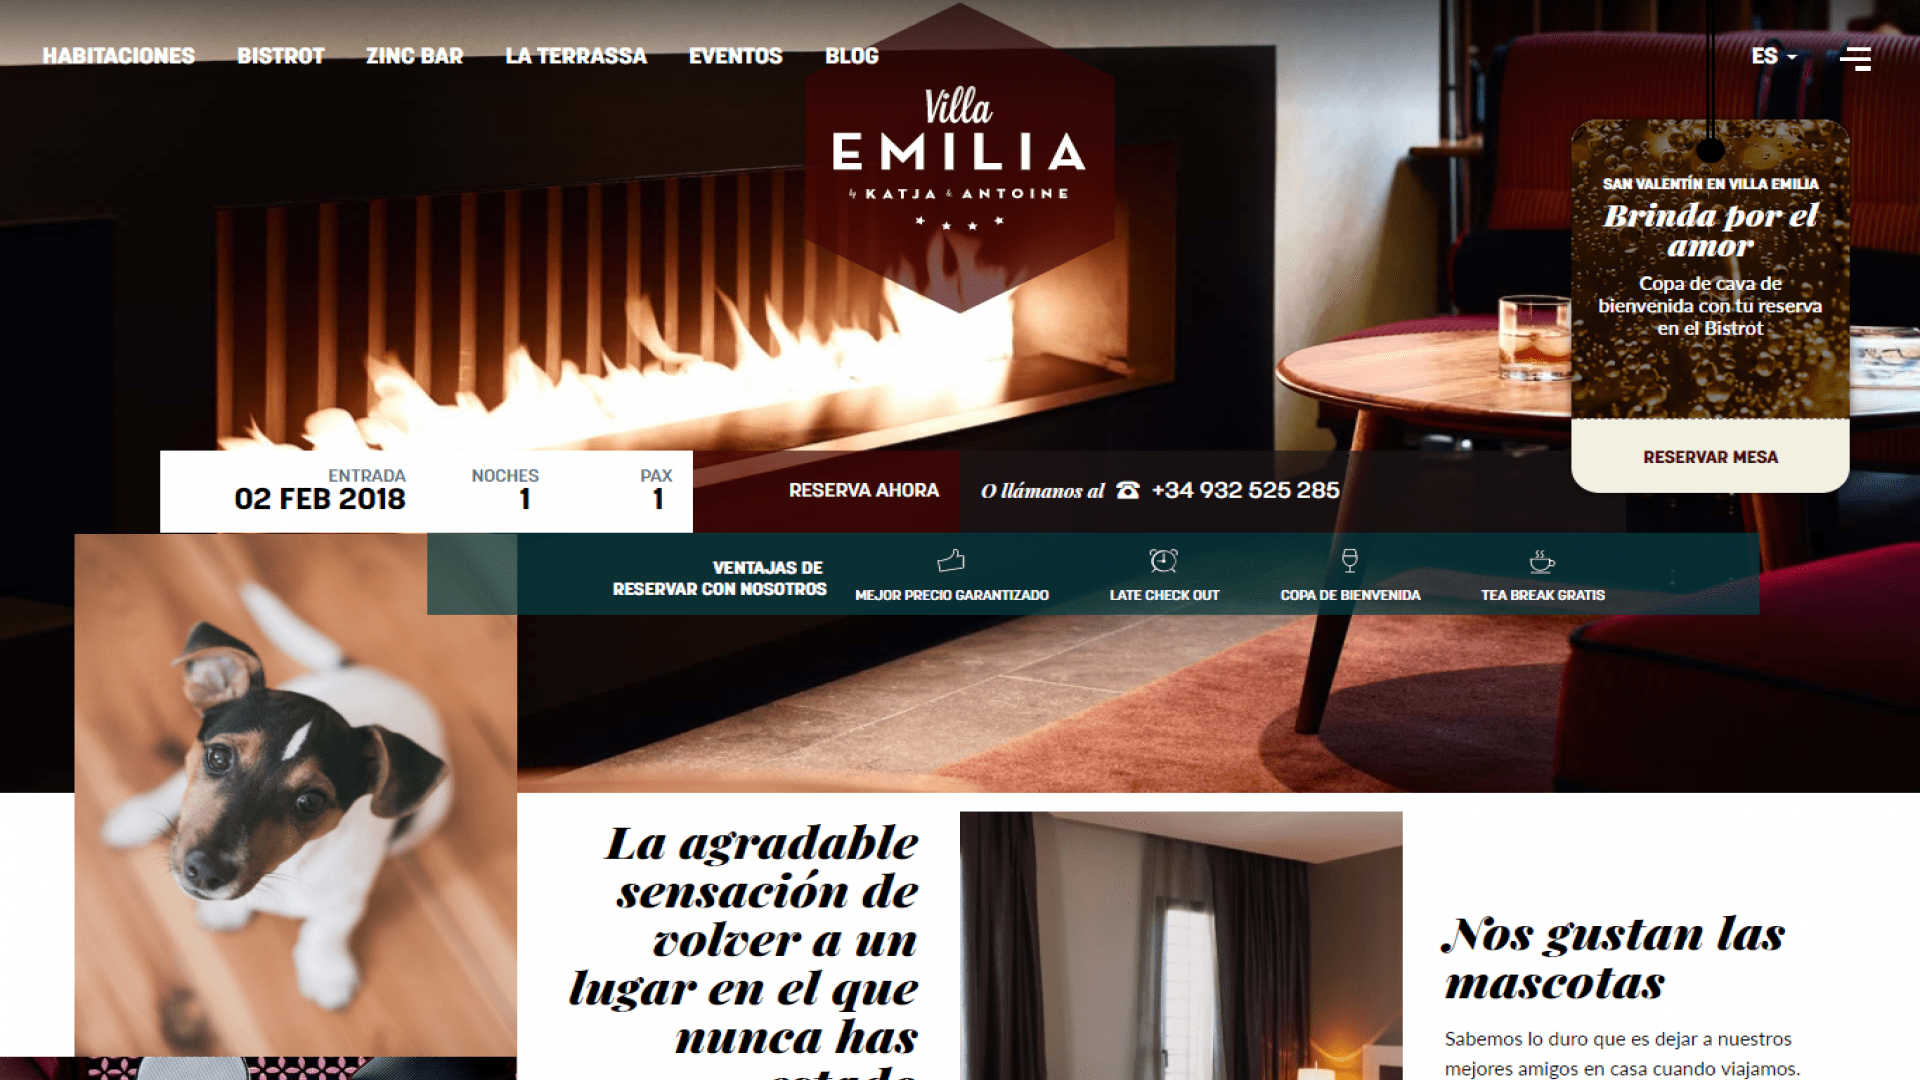 HABITACIONES
BISTROT
ZINC BAR
LA TERRASSA
EVENTOS
BLOG
ES
Villa
EMILIA
by KATJA & ANTOINE
SAN VALENTÍN EN VILLA EMILIA
Brinda por el
amor
Copa de cava de
bienvenida con tu reserva
en el Bistrot
RESERVAR MESA
ENTRADA
02 FEB 2018
NOCHES
1
PAX
1
RESERVA AHORA
O llámanos al ☎ +34 932 525 285
VENTAJAS DE
RESERVAR CON NOSOTROS
MEJOR PRECIO GARANTIZADO
LATE CHECK OUT
COPA DE BIENVENIDA
TEA BREAK GRATIS
La agradable
sensación de
volver a un
lugar en el que
nunca has
estado
Nos gustan las
mascotas
Sabemos lo duro que es dejar a nuestros
mejores amigos en casa cuando viajamos.